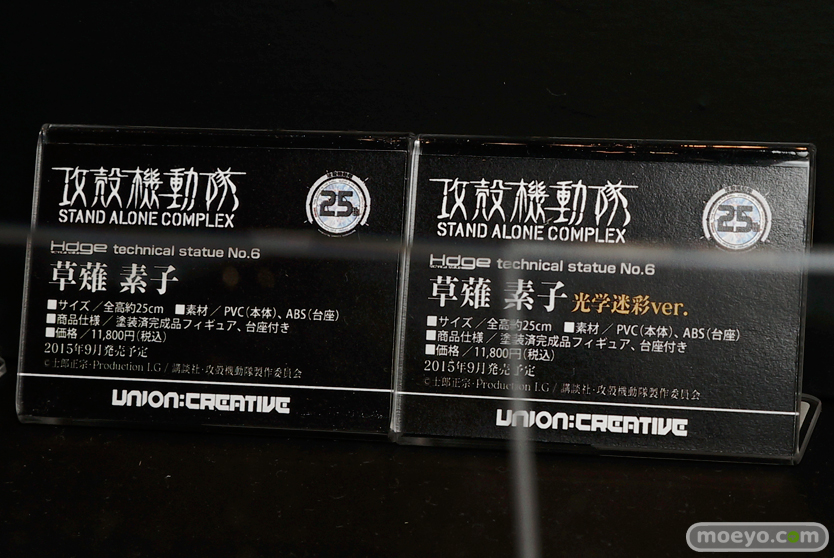 攻殻機動隊
STAND ALONE COMPLEX
25th
Hdge technical statue No.6
草薙 素子
■サイズ／全高約25cm ■素材／PVC(本体)、ABS(台座)
■商品仕様／塗装済完成品フィギュア、台座付き
■価格／11,800円(税込)
2015年9月発売予定
©士郎正宗・Production I.G / 講談社・攻殻機動隊製作委員会
UNION:CREATIVE
攻殻機動隊
STAND ALONE COMPLEX
25th
Hdge technical statue No.6
草薙 素子 光学迷彩ver.
■サイズ／全高約25cm ■素材／PVC(本体)、ABS(台座)
■商品仕様／塗装済完成品フィギュア、台座付き
■価格／11,800円(税込)
2015年9月発売予定
©士郎正宗・Production I.G / 講談社・攻殻機動隊製作委員会
UNION:CREATIVE
moeyo.com